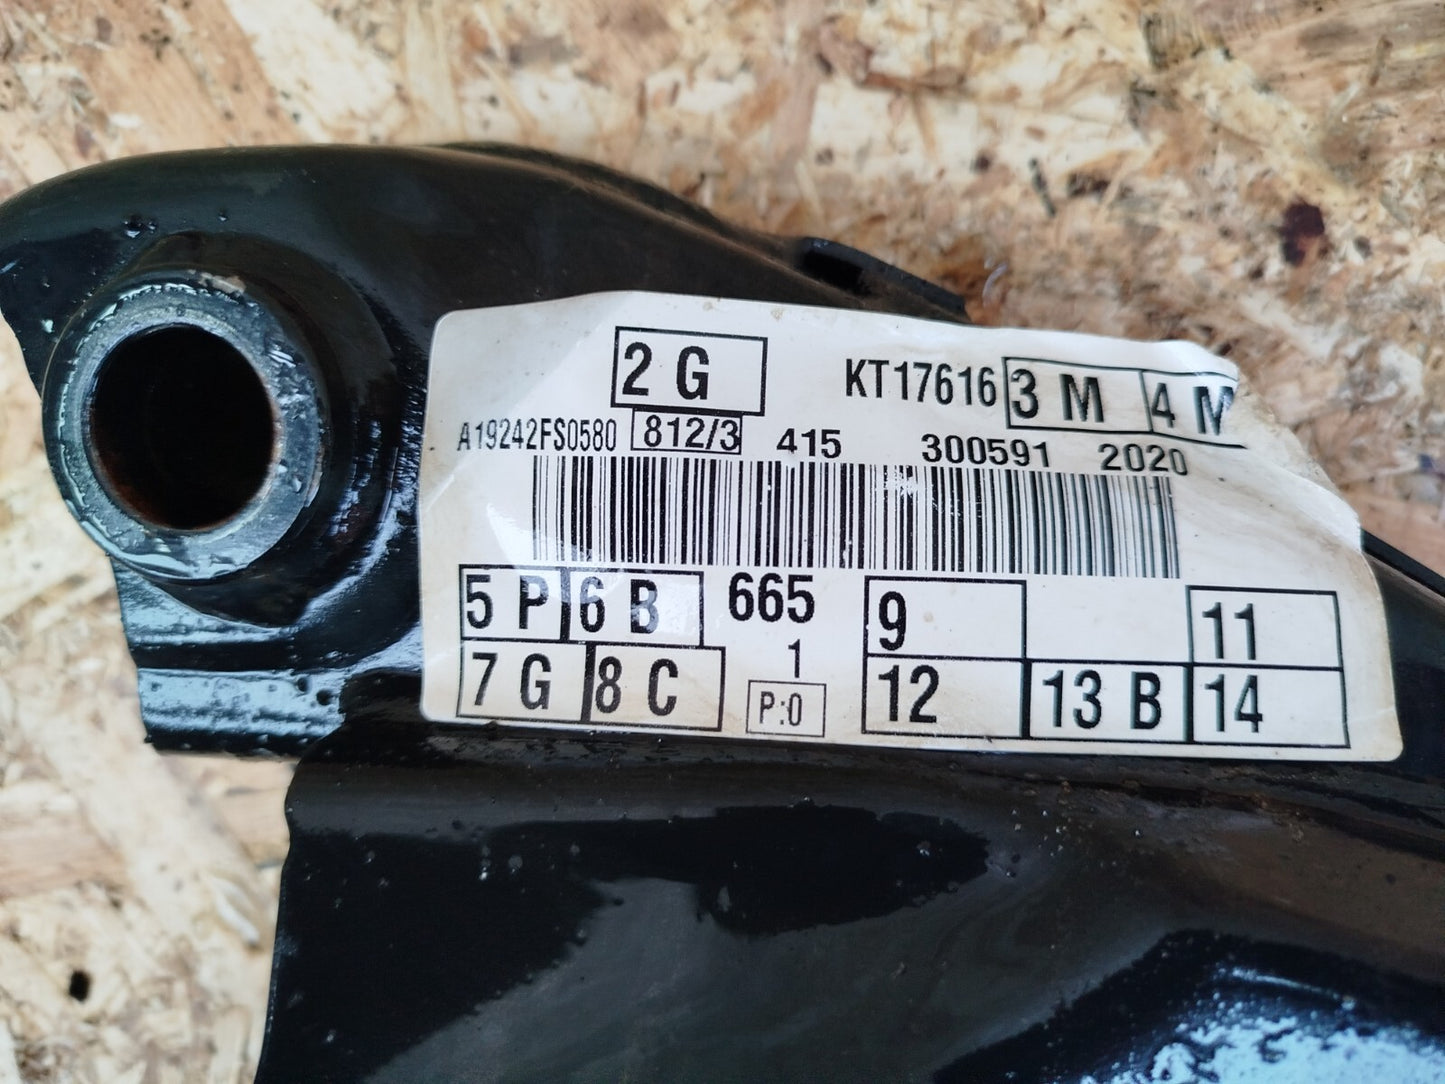 2 G KT17616 3 M 4 M
A19242FS0580 812/3 415 300591 2020
5 P 6 B 665 9 11
7 G 8 C 1 12 13 B 14
P:0